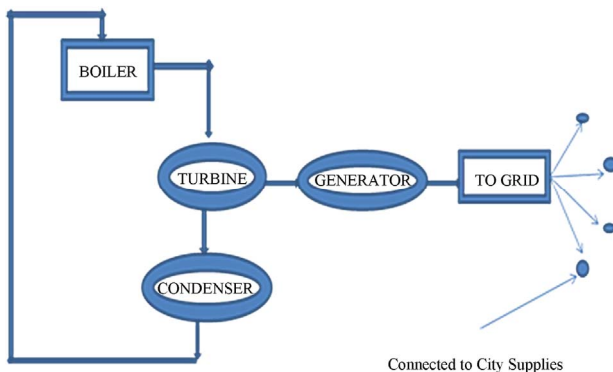 BOILER
TURBINE
GENERATOR
TO GRID
CONDENSER
Connected to City Supplies